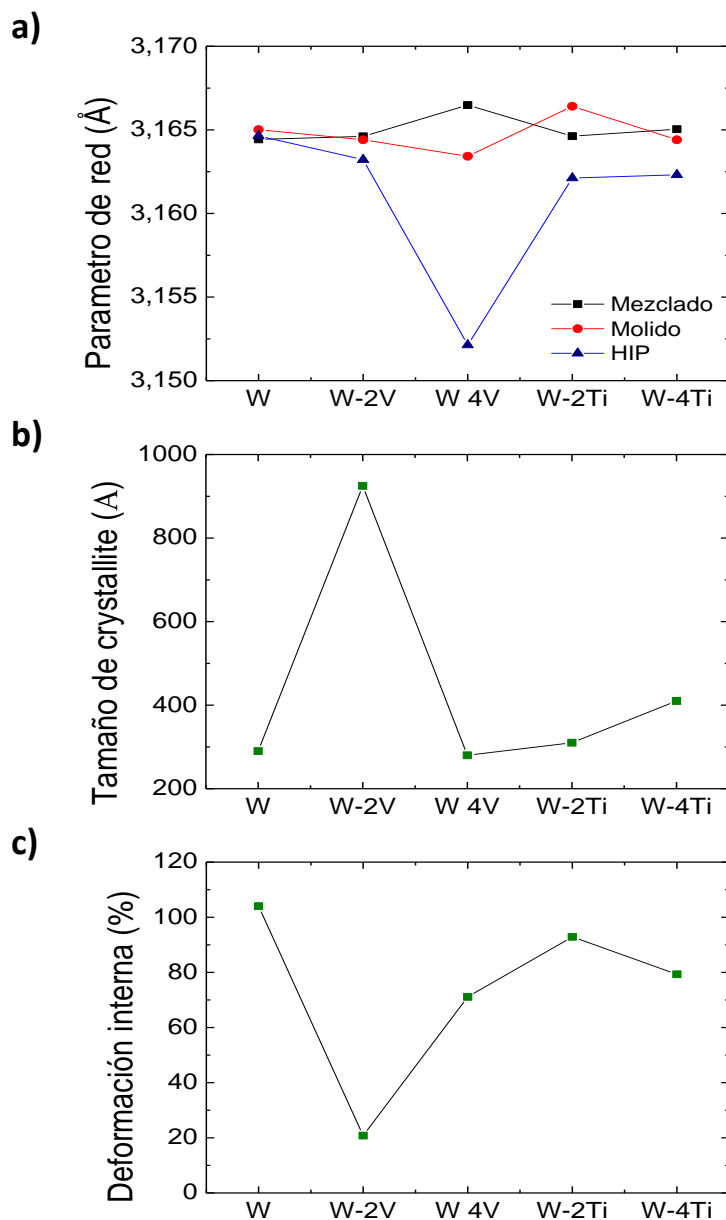 a)
3,170
3,165
3,160
3,155
3,150
Parametro de red (Å)
Mezclado
Molido
HIP
W W-2V W 4V W-2Ti W-4Ti
b)
1000
800
600
400
200
Tamaño de crystallite (A)
W W-2V W 4V W-2Ti W-4Ti
c)
120
100
80
60
40
20
0
Deformación interna (%)
W W-2V W 4V W-2Ti W-4Ti